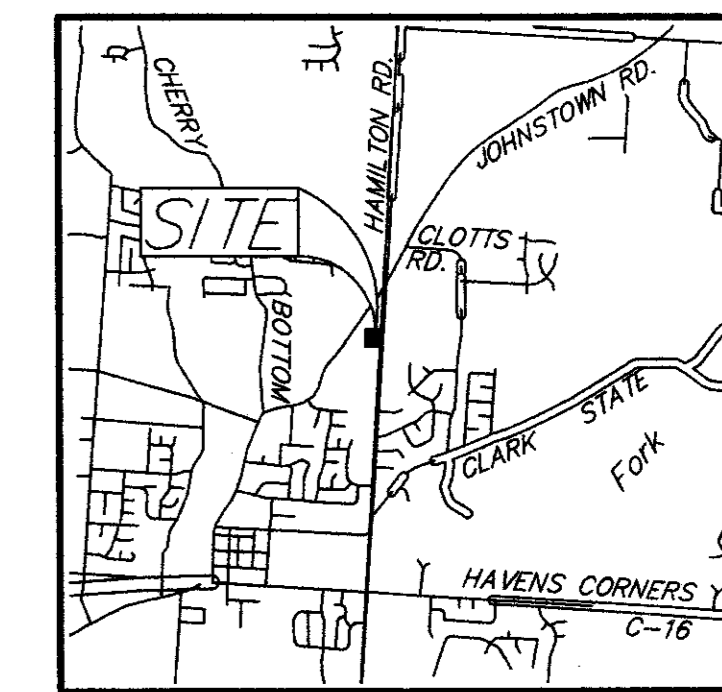 CHERRY
HAMILTON RD.
JOHNSTOWN RD.
SITE
CLOTTS
RD.
BOTTOM
CLARK
STATE
Fork
HAVENS CORNERS
C-16